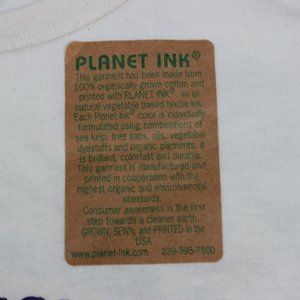 PLANET INK®
This garment has been made from
100% organically grown cotton and
printed with PLANET INK®, an all
natural vegetable based textile ink.
Each Planet-Ink® color is individually
formulated using combinations of
sea kelp, tree saps, oils, vegetable
dyestuffs and organic pigments. It
is brilliant, colorfast and durable.
This garment is manufactured and
printed in cooperation with the
highest organic and environmental
standards.
Consumer awareness is the first
step towards a cleaner earth.
GROWN, SEWN, and PRINTED in the
USA
www.planet-ink.com 239-995-7860